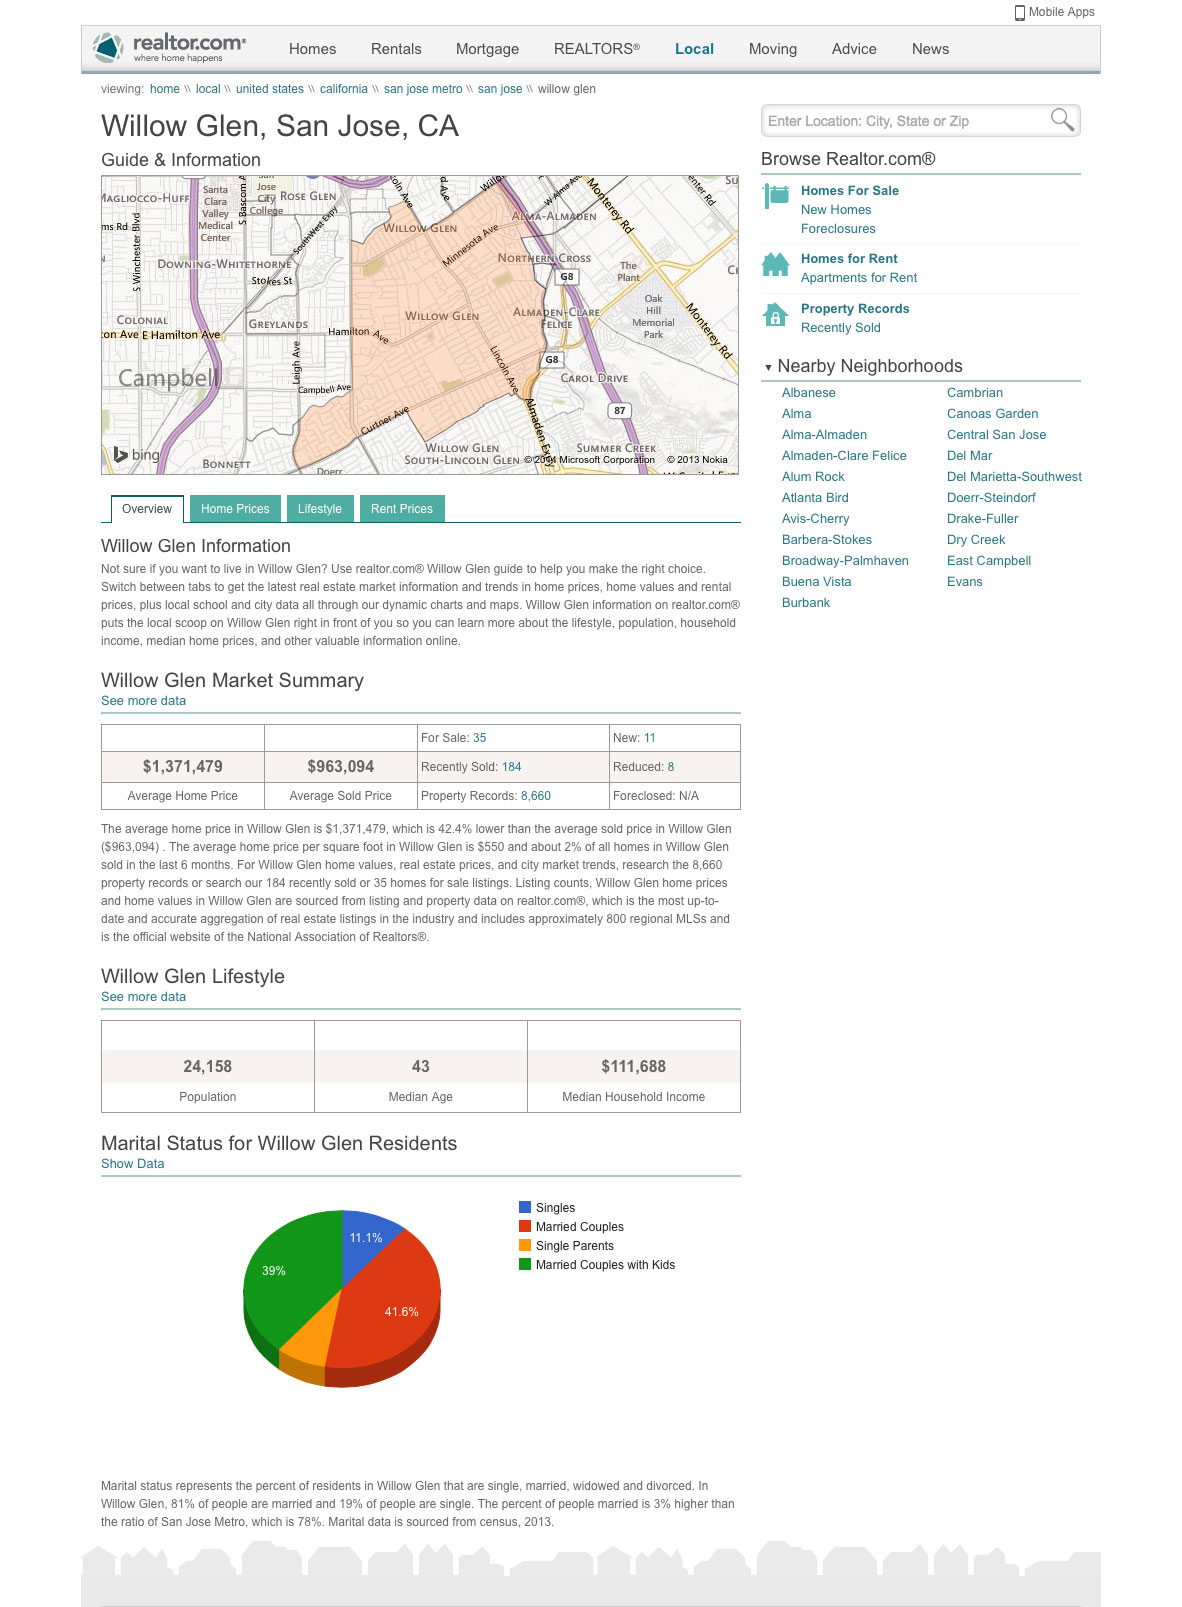 Mobile Apps
realtor.com®
where home happens
Homes Rentals Mortgage REALTORS® Local Moving Advice News
viewing: home \\ local \\ united states \\ california \\ san jose metro \\ san jose \\ willow glen
Willow Glen, San Jose, CA
Guide & Information
MAGLIOCCO-HUFF
Santa
Clara
Valley
Medical
Center
S Bascom A
San
Jose
City
College
ROSE GLEN
ms Rd
S Winchester Blvd
SouthWest Expy
DOWNING-WHITETHORNE
Stokes St
COLONIAL
GREYLANDS
on Ave E Hamilton Ave
Hamilton Ave
Leigh Ave
Campbell
Campbell Ave
Curtner Ave
BONNETT
Doerr
oln Ave
d Ave
Willo
WILLOW GLEN
Minnesota Ave
W Alma Av
ALMA-ALMADEN
Monterey Rd
enter Rd
Su
NORTHERN CROSS
G8
The
Plant
Oak
Hill
Memorial
Park
Monterey Rd
WILLOW GLEN
ALMADEN-CLARE
FELICE
Lincoln Ave
G8
CAROL DRIVE
87
Almaden Expy
WILLOW GLEN
SOUTH-LINCOLN GLEN
SUMMER CREEK
bing
© 2014 Microsoft Corporation © 2013 Nokia
Overview Home Prices Lifestyle Rent Prices
Willow Glen Information
Not sure if you want to live in Willow Glen? Use realtor.com® Willow Glen guide to help you make the right choice.
Switch between tabs to get the latest real estate market information and trends in home prices, home values and rental
prices, plus local school and city data all through our dynamic charts and maps. Willow Glen information on realtor.com®
puts the local scoop on Willow Glen right in front of you so you can learn more about the lifestyle, population, household
income, median home prices, and other valuable information online.
Willow Glen Market Summary
See more data
For Sale: 35 New: 11
$1,371,479 $963,094 Recently Sold: 184 Reduced: 8
Average Home Price Average Sold Price Property Records: 8,660 Foreclosed: N/A
The average home price in Willow Glen is $1,371,479, which is 42.4% lower than the average sold price in Willow Glen
($963,094) . The average home price per square foot in Willow Glen is $550 and about 2% of all homes in Willow Glen
sold in the last 6 months. For Willow Glen home values, real estate prices, and city market trends, research the 8,660
property records or search our 184 recently sold or 35 homes for sale listings. Listing counts, Willow Glen home prices
and home values in Willow Glen are sourced from listing and property data on realtor.com®, which is the most up-to-
date and accurate aggregation of real estate listings in the industry and includes approximately 800 regional MLSs and
is the official website of the National Association of Realtors®.
Willow Glen Lifestyle
See more data
24,158 43 $111,688
Population Median Age Median Household Income
Marital Status for Willow Glen Residents
Show Data
11.1%
39%
41.6%
Singles
Married Couples
Single Parents
Married Couples with Kids
Marital status represents the percent of residents in Willow Glen that are single, married, widowed and divorced. In
Willow Glen, 81% of people are married and 19% of people are single. The percent of people married is 3% higher than
the ratio of San Jose Metro, which is 78%. Marital data is sourced from census, 2013.
Enter Location: City, State or Zip
Browse Realtor.com®
Homes For Sale
New Homes
Foreclosures
Homes for Rent
Apartments for Rent
Property Records
Recently Sold
▼ Nearby Neighborhoods
Albanese Cambrian
Alma Canoas Garden
Alma-Almaden Central San Jose
Almaden-Clare Felice Del Mar
Alum Rock Del Marietta-Southwest
Atlanta Bird Doerr-Steindorf
Avis-Cherry Drake-Fuller
Barbera-Stokes Dry Creek
Broadway-Palmhaven East Campbell
Buena Vista Evans
Burbank